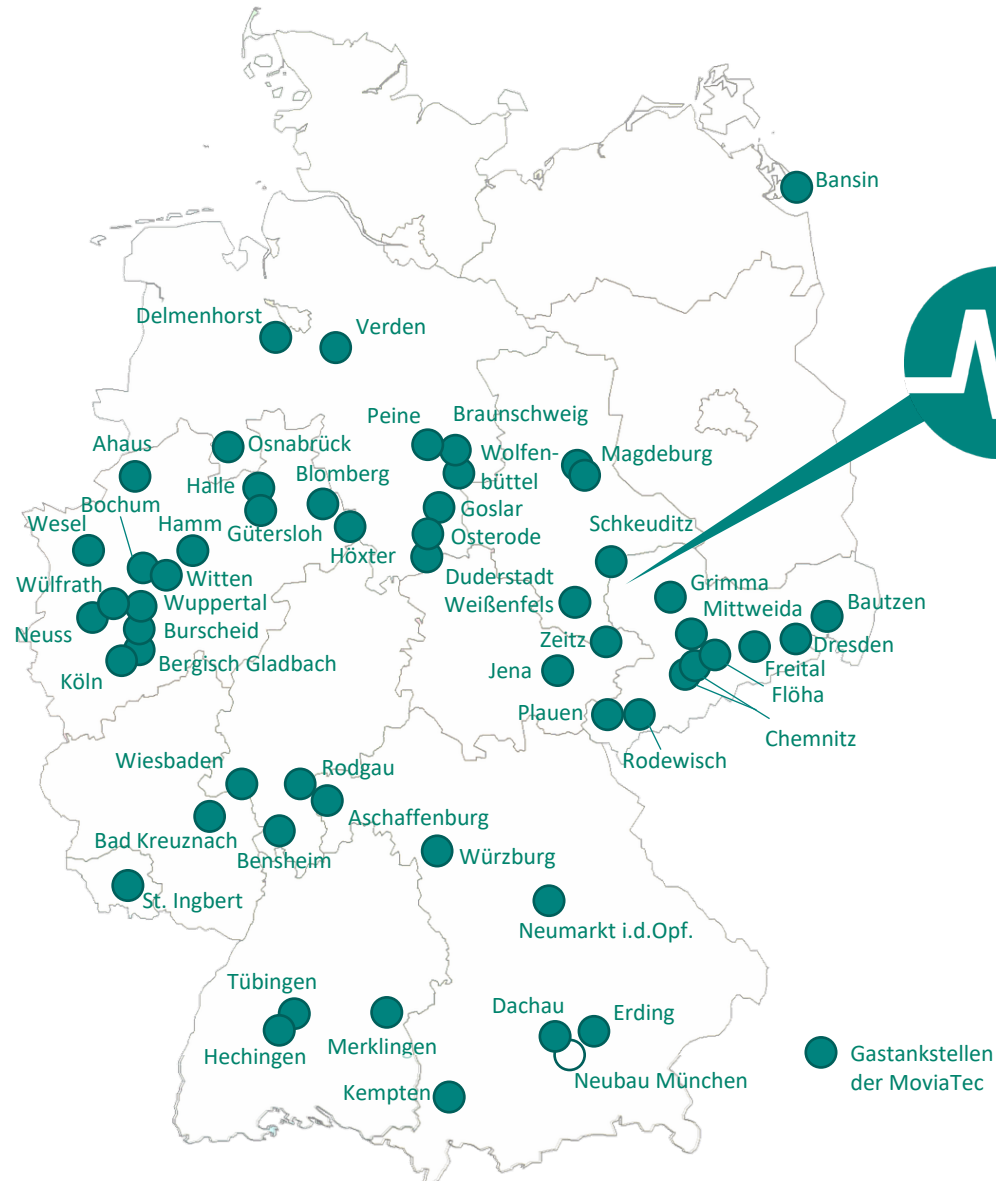 Bansin
Delmenhorst
Verden
Peine
Braunschweig
Ahaus
Osnabrück
Wolfen-
büttel
Magdeburg
Halle
Blomberg
Bochum
Goslar
Wesel
Hamm
Gütersloh
Schkeuditz
Höxter
Osterode
Wülfrath
Witten
Duderstadt
Grimma
Wuppertal
Weißenfels
Mittweida
Bautzen
Neuss
Burscheid
Zeitz
Dresden
Bergisch Gladbach
Jena
Freital
Köln
Flöha
Plauen
Chemnitz
Rodewisch
Wiesbaden
Rodgau
Aschaffenburg
Bad Kreuznach
Bensheim
Würzburg
St. Ingbert
Neumarkt i.d.Opf.
Tübingen
Dachau
Erding
Hechingen
Merklingen
Neubau München
Kempten
Gastankstellen
der MoviaTec